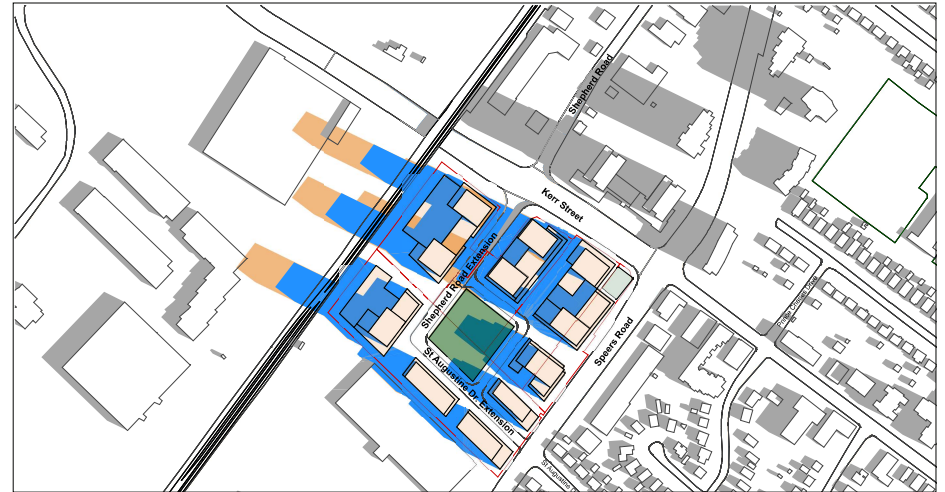 Shepherd Road
Kerr Street
Shepherd Road Extension
Speers Road
St Augustine Dr. Extension